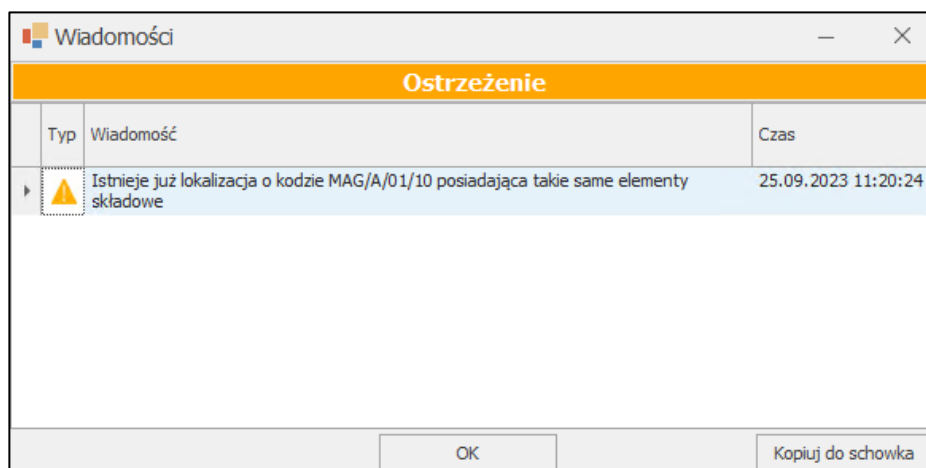 Wiadomości
Ostrzeżenie
Typ Wiadomość Czas
Istnieje już lokalizacja o kodzie MAG/A/01/10 posiadająca takie same elementy 25.09.2023 11:20:24
składowe
OK Kopiuj do schowka